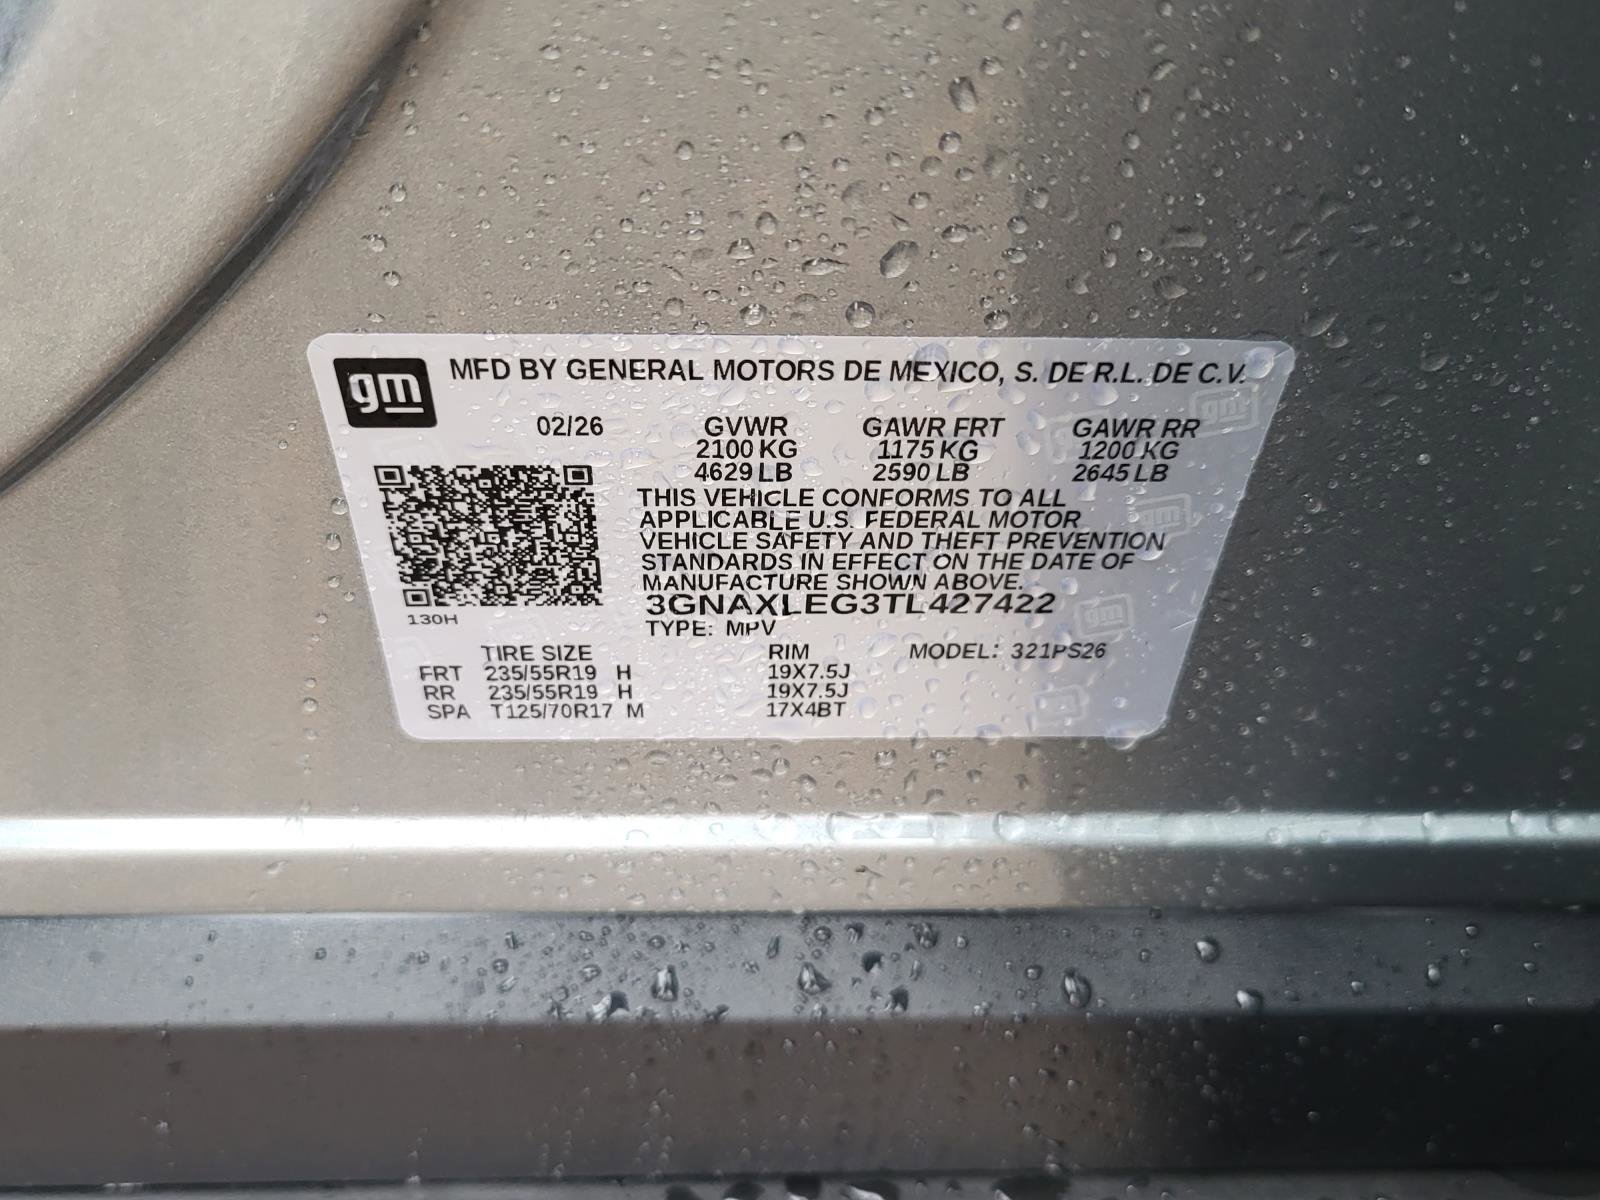 gm
MFD BY GENERAL MOTORS DE MEXICO, S. DE R.L. DE C.V.
02/26 GVWR GAWR FRT GAWR RR
2100 KG 1175 KG 1200 KG
4629 LB 2590 LB 2645 LB
THIS VEHICLE CONFORMS TO ALL
APPLICABLE U.S. FEDERAL MOTOR
VEHICLE SAFETY AND THEFT PREVENTION
STANDARDS IN EFFECT ON THE DATE OF
MANUFACTURE SHOWN ABOVE.
3GNAXLEG3TL427422
130H
TYPE: MPV
TIRE SIZE RIM MODEL: 321PS26
FRT 235/55R19 H 19X7.5J
RR 235/55R19 H 19X7.5J
SPA T125/70R17 M 17X4BT